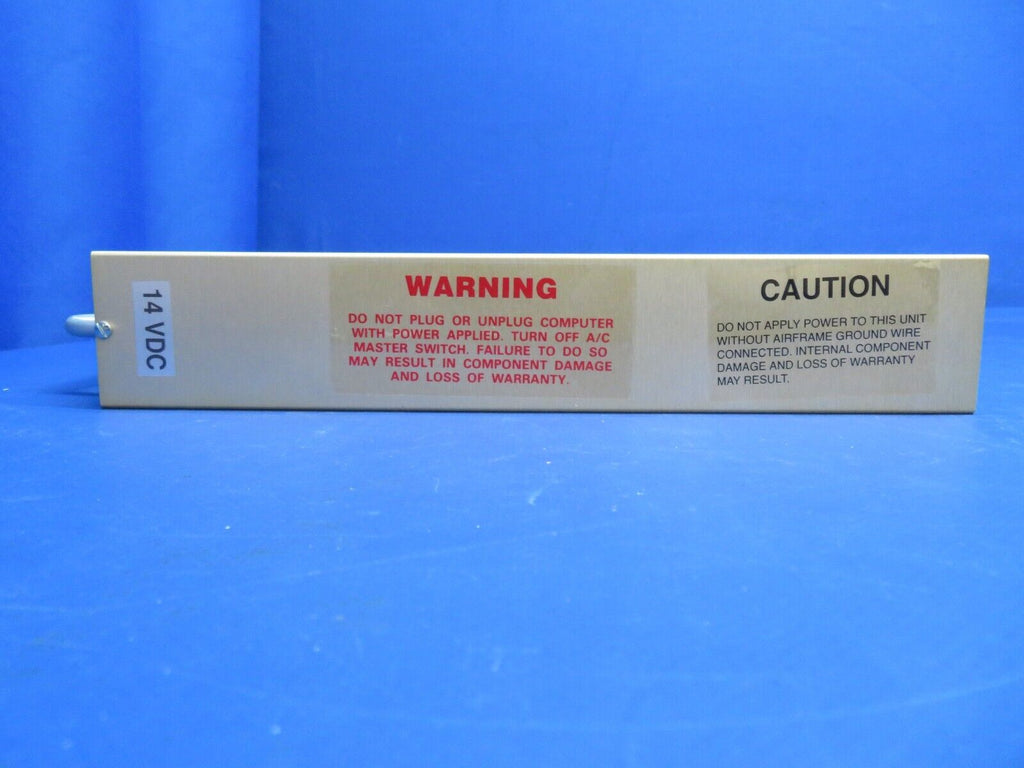 14 VDC
WARNING
DO NOT PLUG OR UNPLUG COMPUTER
WITH POWER APPLIED. TURN OFF A/C
MASTER SWITCH. FAILURE TO DO SO
MAY RESULT IN COMPONENT DAMAGE
AND LOSS OF WARRANTY.
CAUTION
DO NOT APPLY POWER TO THIS UNIT
WITHOUT AIRFRAME GROUND WIRE
CONNECTED. INTERNAL COMPONENT
DAMAGE AND LOSS OF WARRANTY
MAY RESULT.